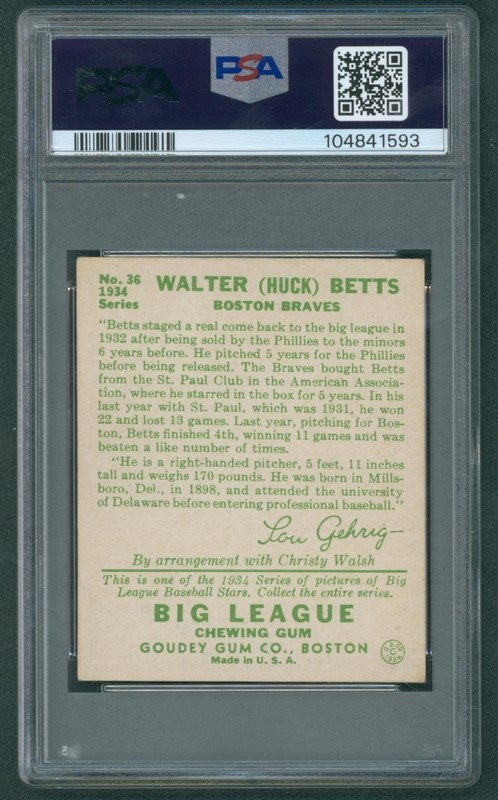 PSA
PSA
104841593
No. 36
1934
Series
WALTER (HUCK) BETTS
BOSTON BRAVES
"Betts staged a real come back to the big league in
1932 after being sold by the Phillies to the minors
6 years before. He pitched 5 years for the Phillies
before being released. The Braves bought Betts
from the St. Paul Club in the American Associa-
tion, where he starred in the box for 5 years. In his
last year with St. Paul, which was 1931, he won
22 and lost 13 games. Last year, pitching for Bos-
ton, Betts finished 4th, winning 11 games and was
beaten a like number of times.
"He is a right-handed pitcher, 5 feet, 11 inches
tall and weighs 170 pounds. He was born in Mills-
boro, Del., in 1898, and attended the university
of Delaware before entering professional baseball."
Lou Gehrig
By arrangement with Christy Walsh
This is one of the 1934 Series of pictures of Big
League Baseball Stars. Collect the entire series.
BIG LEAGUE
CHEWING GUM
GOUDEY GUM CO., BOSTON
Made in U. S. A.